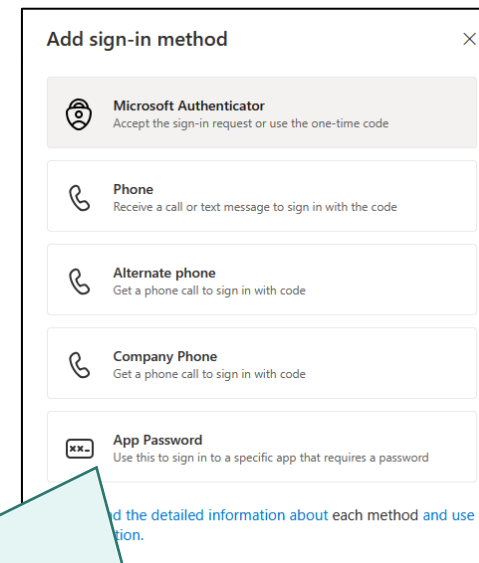 Add sign-in method
Microsoft Authenticator
Accept the sign-in request or use the one-time code
Phone
Receive a call or text message to sign in with the code
Alternate phone
Get a phone call to sign in with code
Company Phone
Get a phone call to sign in with code
xx-
App Password
Use this to sign in to a specific app that requires a password
the detailed information about each method and use